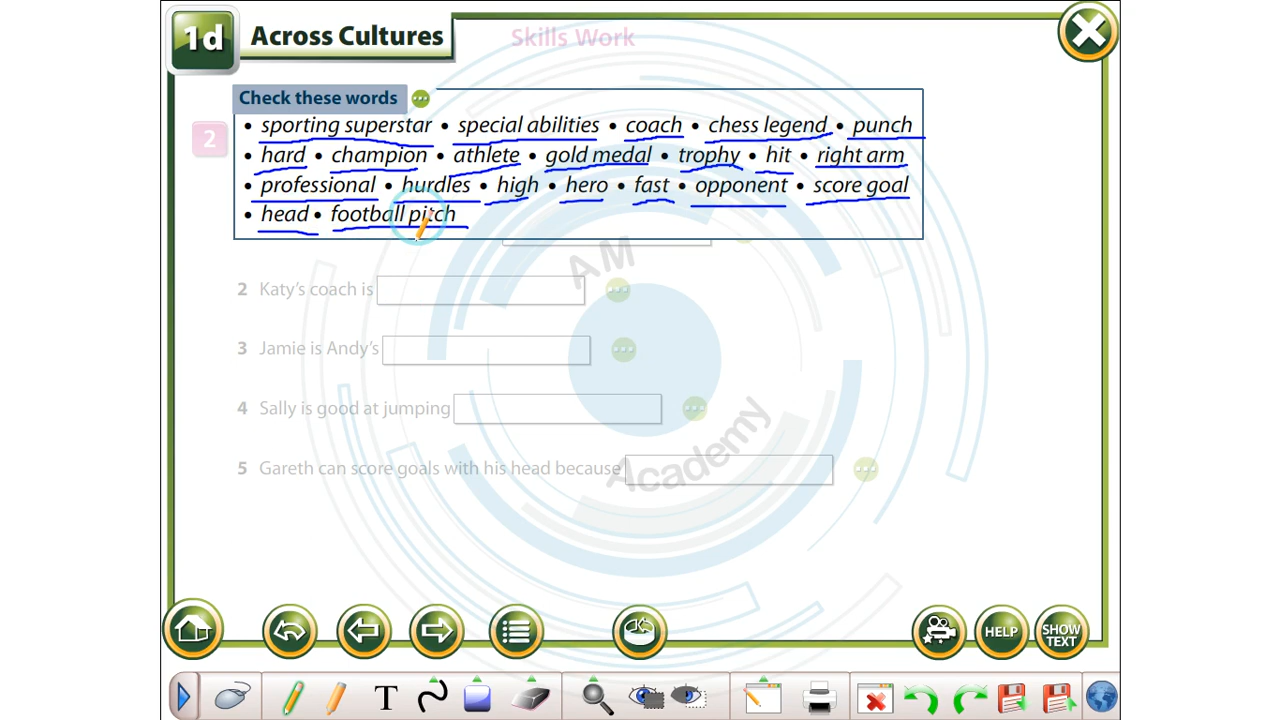 1d Across Cultures
Skills Work
Check these words
2
• sporting superstar • special abilities • coach • chess legend • punch
• hard • champion • athlete • gold medal • trophy • hit • right arm
• professional • hurdles • high • hero • fast • opponent • score goal
• head • football pitch
AM
2 Katy's coach is
3 Jamie is Andy's
4 Sally is good at jumping
5 Gareth can score goals with his head because
Academy
HELP
SHOW
TEXT
T